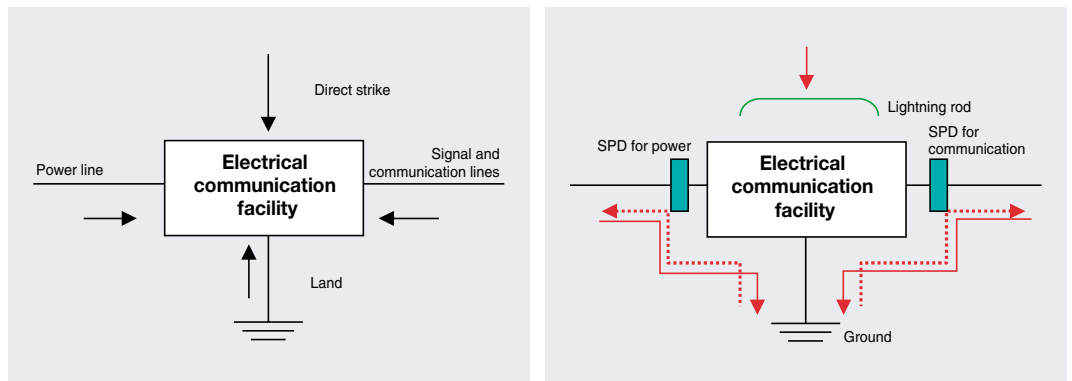 Direct strike
Power line
Electrical
communication
facility
Signal and
communication lines
Land
Lightning rod
SPD for power
SPD for
communication
Electrical
communication
facility
Ground